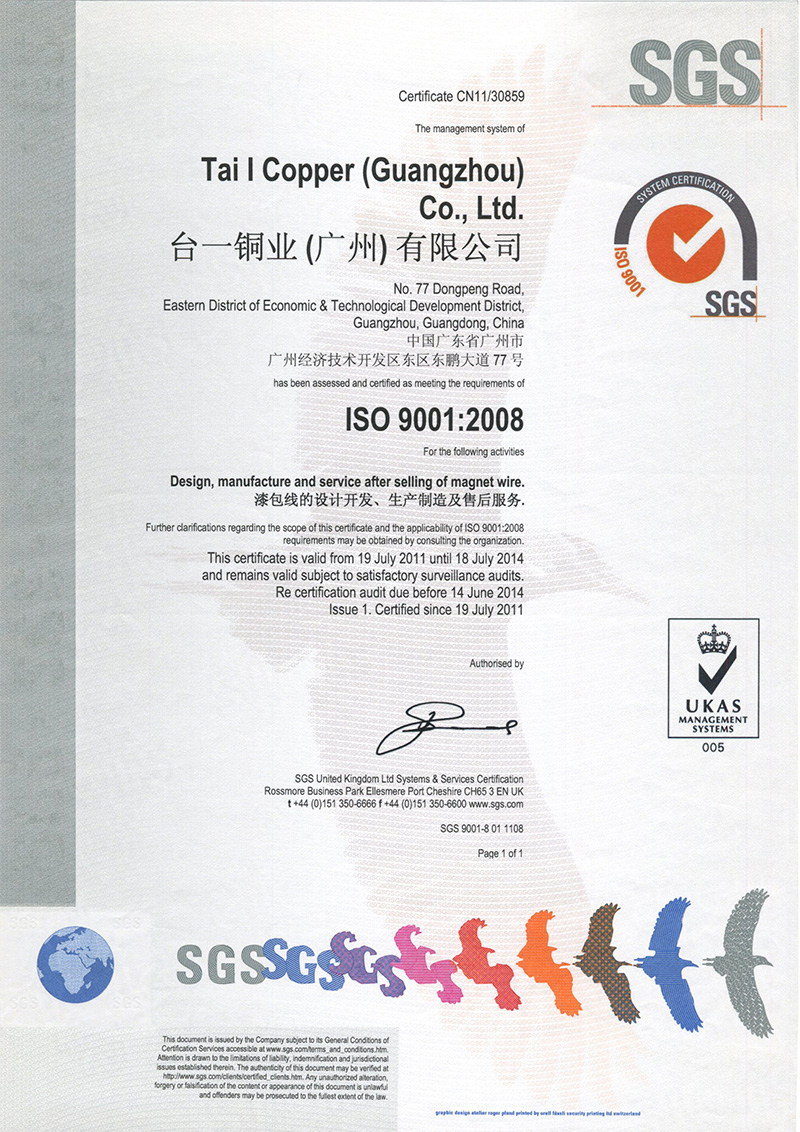 SGS
Certificate CN11/30859
The management system of
Tai I Copper (Guangzhou)
Co., Ltd.
台一铜业 (广州) 有限公司
SYSTEM CERTIFICATION
ISO 9001
SGS
No. 77 Dongpeng Road,
Eastern District of Economic & Technological Development District,
Guangzhou, Guangdong, China
中国广东省广州市
广州经济技术开发区东区东鹏大道 77 号
has been assessed and certified as meeting the requirements of
ISO 9001:2008
For the following activities
Design, manufacture and service after selling of magnet wire.
漆包线的设计开发、生产制造及售后服务.
Further clarifications regarding the scope of this certificate and the applicability of ISO 9001:2008
requirements may be obtained by consulting the organization.
This certificate is valid from 19 July 2011 until 18 July 2014
and remains valid subject to satisfactory surveillance audits.
Re certification audit due before 14 June 2014
Issue 1. Certified since 19 July 2011
Authorised by
UKAS
MANAGEMENT
SYSTEMS
005
SGS United Kingdom Ltd Systems & Services Certification
Rossmore Business Park Ellesmere Port Cheshire CH65 3 EN UK
t +44 (0)151 350-6666 f +44 (0)151 350-6600 www.sgs.com
SGS 9001-8 01 1108
Page 1 of 1
SGS SGS SGS
This document is issued by the Company subject to its General Conditions of
Certification Services accessible at www.sgs.com/terms_and_conditions.htm.
Attention is drawn to the limitations of liability, indemnification and jurisdictional
issues established therein. The authenticity of this document may be verified at
http://www.sgs.com/clients/certified_clients.htm. Any unauthorized alteration,
forgery or falsification of the content or appearance of this document is unlawful
and offenders may be prosecuted to the fullest extent of the law.
graphic design atelier roger pfund printed by orell füssli security printing ltd switzerland